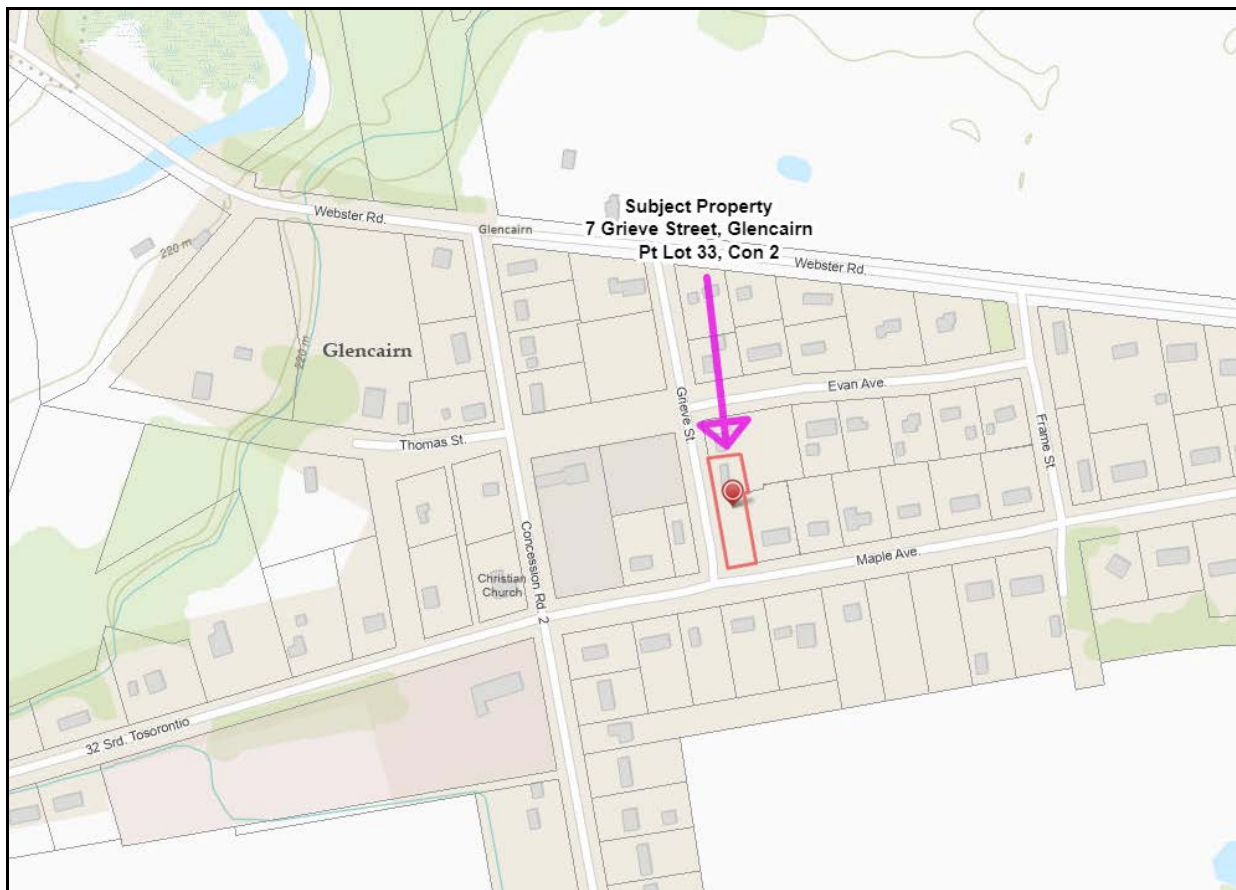 Webster Rd.
Glencairn
Subject Property
7 Grieve Street, Glencairn
Pt Lot 33, Con 2
Webster Rd.
220 m
220 m
Glencairn
Evan Ave.
Grieve St.
Thomas St.
Frame St.
Concession Rd. 2
Maple Ave.
Christian
Church
32 Srd. Tosorontio